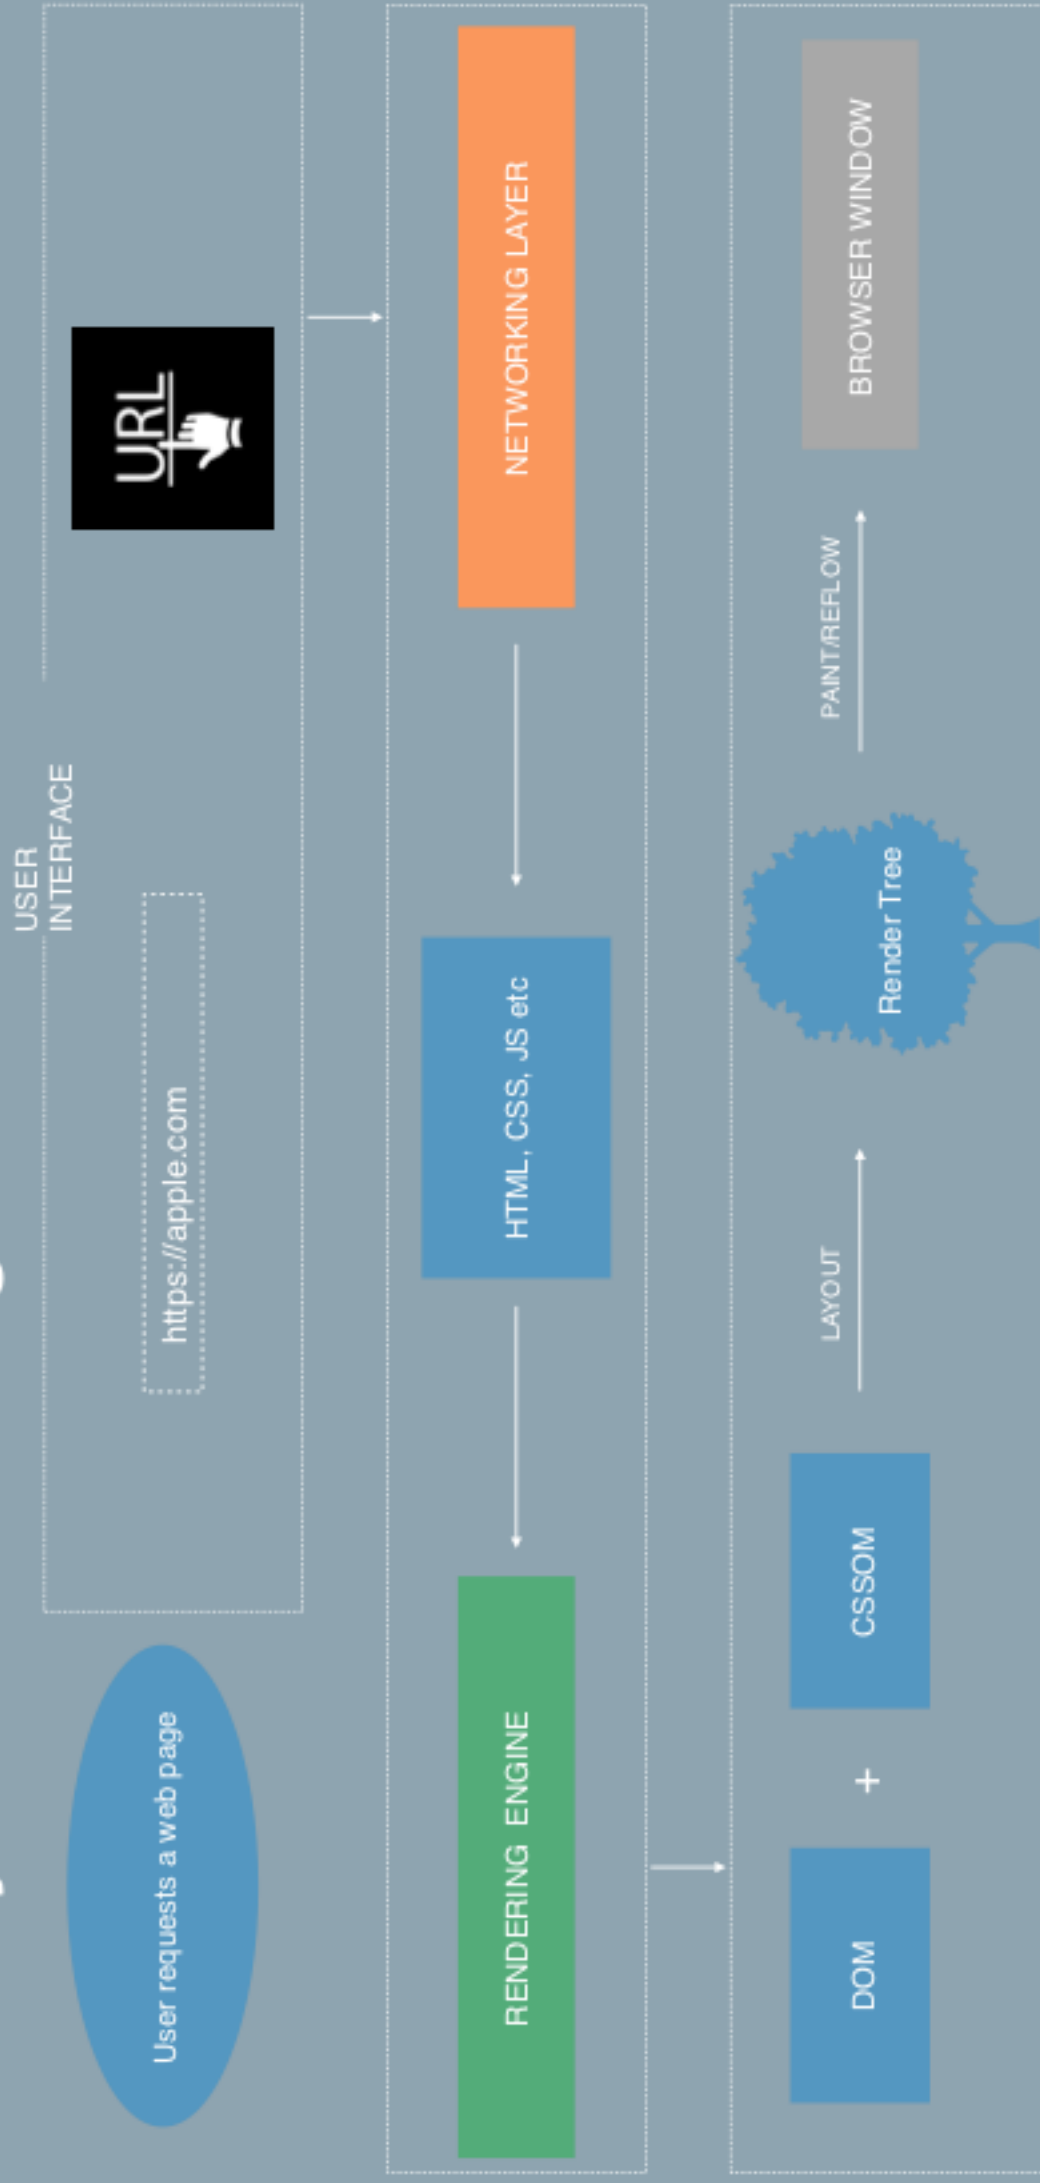 USER
INTERFACE
User requests a web page
https://apple.com
URL
RENDERING ENGINE
HTML, CSS, JS etc
NETWORKING LAYER
DOM
+
CSSOM
LAYOUT
Render Tree
PAINT/REFLOW
BROWSER WINDOW